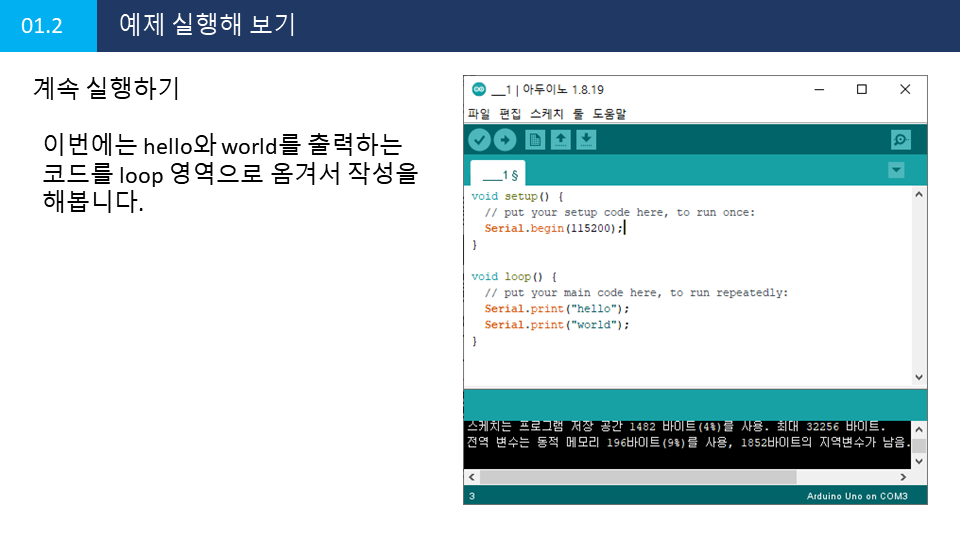 01.2
예제 실행해 보기
계속 실행하기
이번에는 hello와 world를 출력하는
코드를 loop 영역으로 옮겨서 작성을
해봅니다.
__1 | 아두이노 1.8.19
파일 편집 스케치 툴 도움말
__1 §
void setup() {
// put your setup code here, to run once:
Serial.begin(115200);
}
void loop() {
// put your main code here, to run repeatedly:
Serial.print("hello");
Serial.print("world");
}
스케치는 프로그램 저장 공간 1482 바이트(4%)를 사용. 최대 32256 바이트.
전역 변수는 동적 메모리 196바이트(9%)를 사용, 1852바이트의 지역변수가 남음.
3
Arduino Uno on COM3